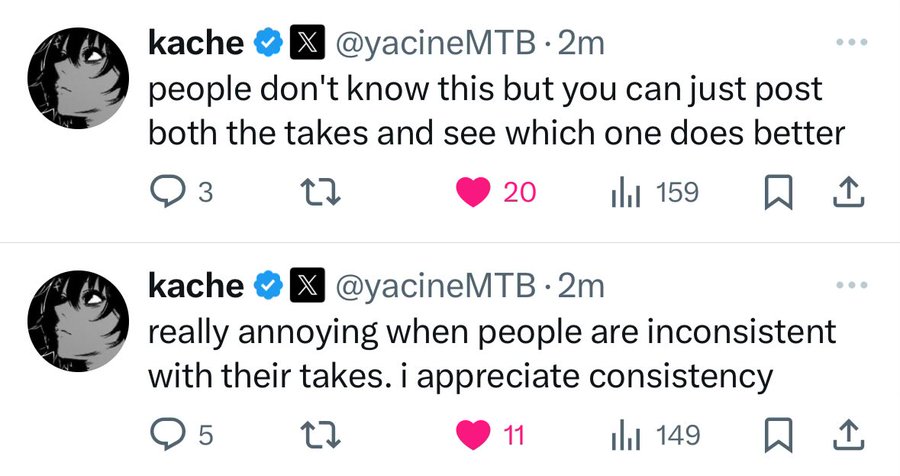 kache @yacineMTB · 2m
people don't know this but you can just post
both the takes and see which one does better
3 20 159
kache @yacineMTB · 2m
really annoying when people are inconsistent
with their takes. i appreciate consistency
5 11 149